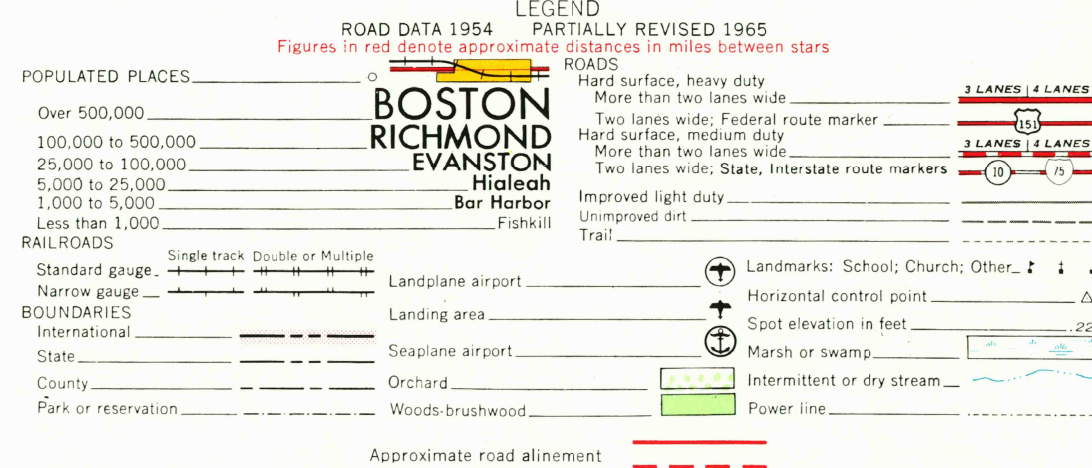 LEGEND
ROAD DATA 1954 PARTIALLY REVISED 1965
Figures in red denote approximate distances in miles between stars
POPULATED PLACES
Over 500,000 BOSTON
100,000 to 500,000 RICHMOND
25,000 to 100,000 EVANSTON
5,000 to 25,000 Hialeah
1,000 to 5,000 Bar Harbor
Less than 1,000 Fishkill
RAILROADS
Single track Double or Multiple
Standard gauge
Narrow gauge
BOUNDARIES
International
State
County
Park or reservation
ROADS
Hard surface, heavy duty
More than two lanes wide 3 LANES | 4 LANES
Two lanes wide; Federal route marker 151
Hard surface, medium duty
More than two lanes wide 3 LANES | 4 LANES
Two lanes wide; State, Interstate route markers 10 75
Improved light duty
Unimproved dirt
Trail
Landplane airport
Landing area
Seaplane airport
Orchard
Woods-brushwood
Landmarks: School; Church; Other
Horizontal control point
Spot elevation in feet
Marsh or swamp
Intermittent or dry stream
Power line
Approximate road alinement